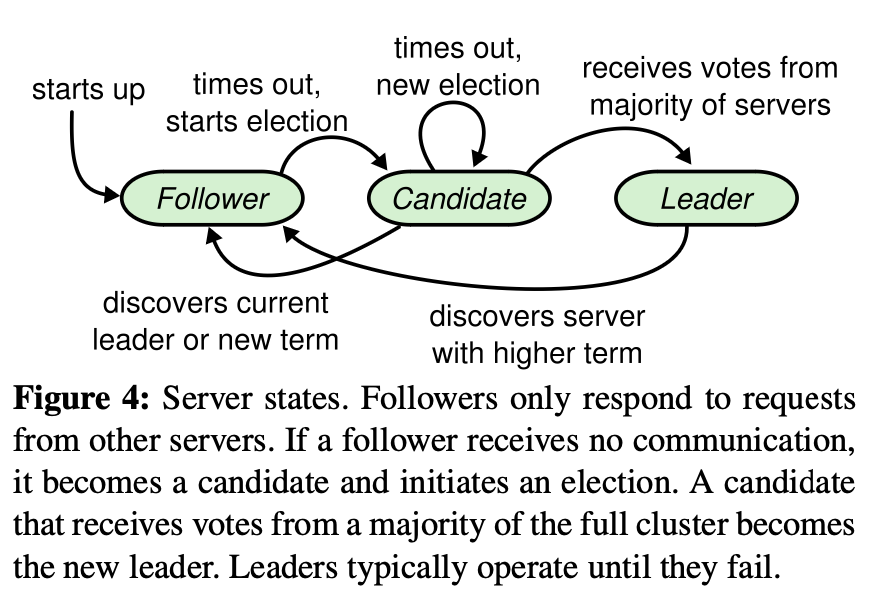 starts up
times out,
starts election
times out,
new election
receives votes from
majority of servers
Follower
Candidate
Leader
discovers current
leader or new term
discovers server
with higher term
Figure 4: Server states. Followers only respond to requests
from other servers. If a follower receives no communication,
it becomes a candidate and initiates an election. A candidate
that receives votes from a majority of the full cluster becomes
the new leader. Leaders typically operate until they fail.